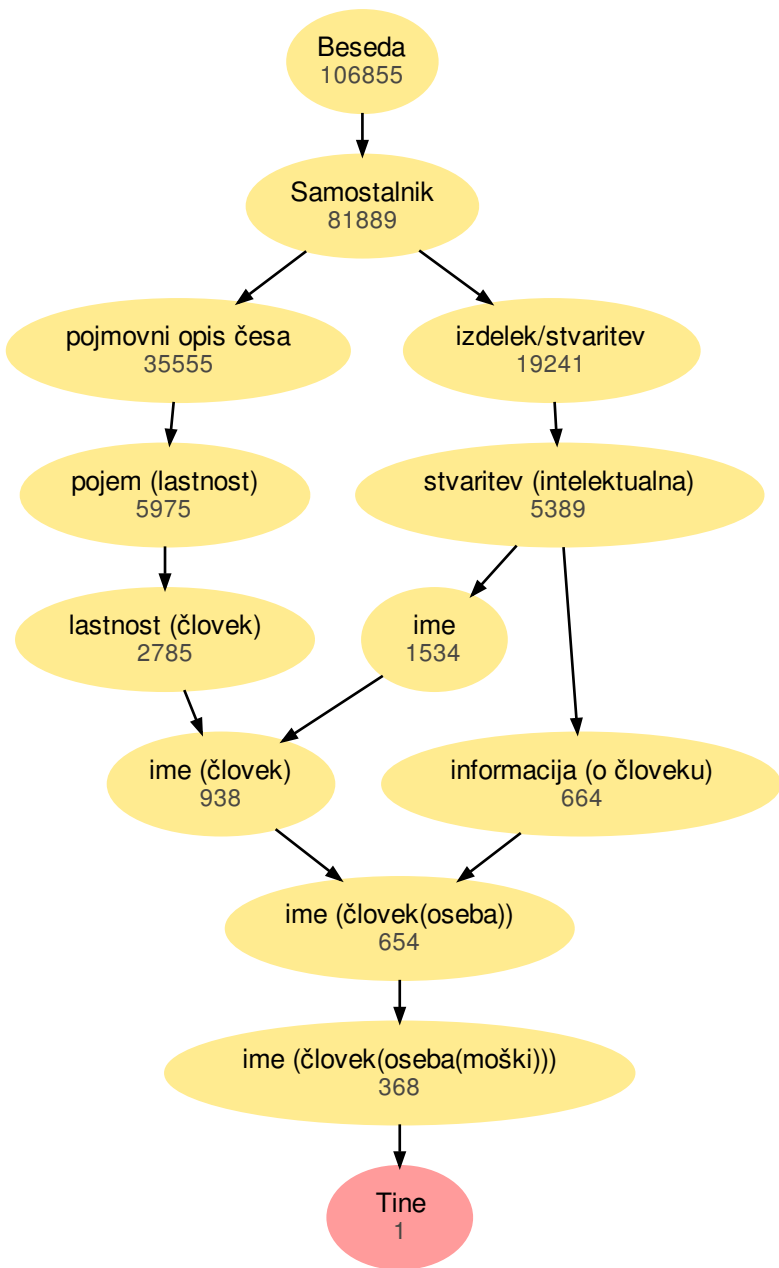 Beseda
106855
Samostalnik
81889
pojmovni opis česa
35555
izdelek/stvaritev
19241
pojem (lastnost)
5975
stvaritev (intelektualna)
5389
lastnost (človek)
2785
ime
1534
ime (človek)
938
informacija (o človeku)
664
ime (človek(oseba))
654
ime (človek(oseba(moški)))
368
Tine
1